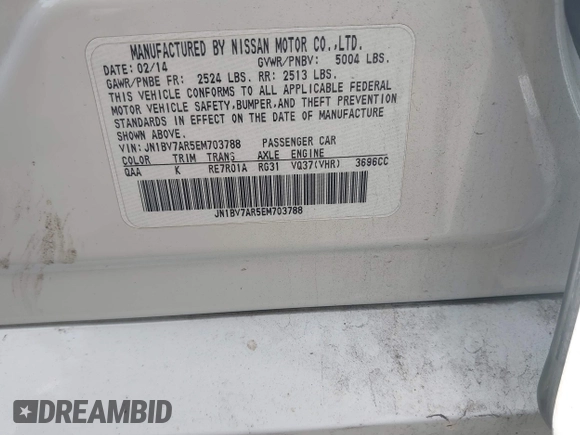 MANUFACTURED BY NISSAN MOTOR CO.,LTD.
DATE: 02/14 GVWR/PNBV: 5004 LBS.
GAWR/PNBE FR: 2524 LBS. RR: 2513 LBS.
THIS VEHICLE CONFORMS TO ALL APPLICABLE FEDERAL
MOTOR VEHICLE SAFETY, BUMPER, AND THEFT PREVENTION
STANDARDS IN EFFECT ON THE DATE OF MANUFACTURE
SHOWN ABOVE.
VIN: JN1BV7AR5EM703788 PASSENGER CAR
COLOR TRIM TRANS AXLE ENGINE
QAA K RE7R01A RG31 VQ37(VHR) 3696CC
JN1BV7AR5EM703788
DREAMBID